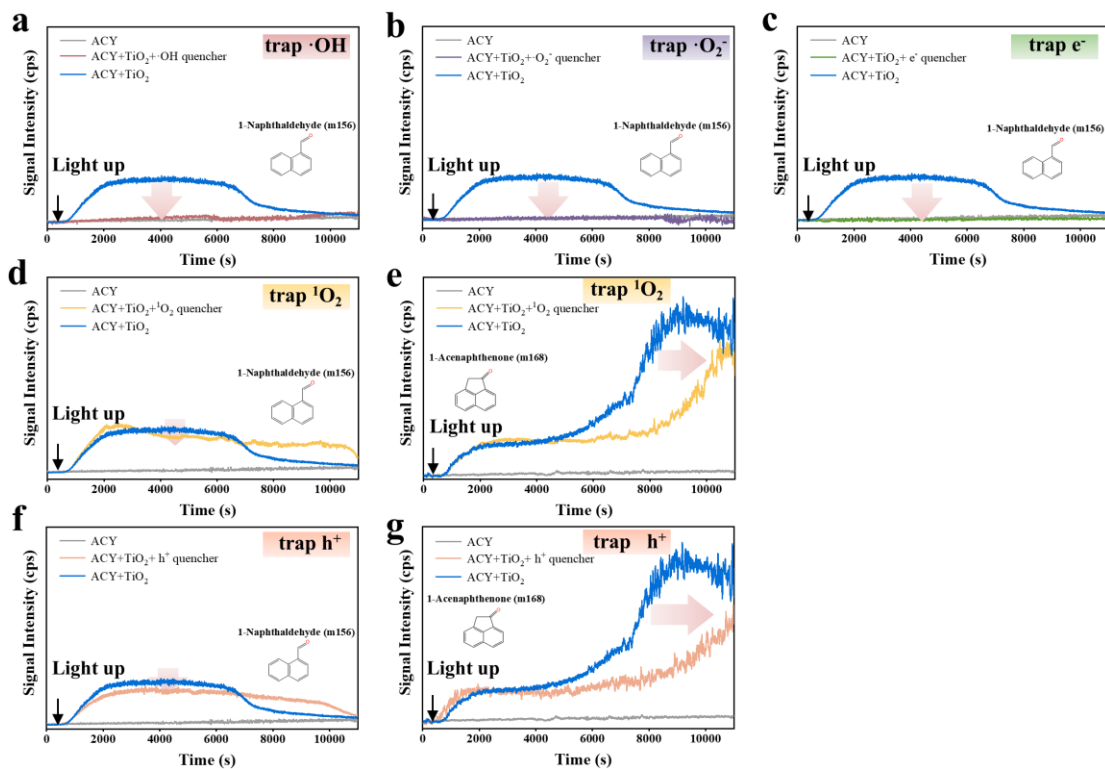 a
trap ·OH
ACY
ACY+TiO₂+·OH quencher
ACY+TiO₂
1-Naphthaldehyde (m156)
O
Light up
Signal Intensity (cps)
0 2000 4000 6000 8000 10000
Time (s)
b
trap ·O₂⁻
ACY
ACY+TiO₂+·O₂⁻ quencher
ACY+TiO₂
1-Naphthaldehyde (m156)
O
Light up
Signal Intensity (cps)
0 2000 4000 6000 8000 10000
Time (s)
c
trap e⁻
ACY
ACY+TiO₂+ e⁻ quencher
ACY+TiO₂
1-Naphthaldehyde (m156)
O
Light up
Signal Intensity (cps)
0 2000 4000 6000 8000 10000
Time (s)
d
trap ¹O₂
ACY
ACY+TiO₂+¹O₂ quencher
ACY+TiO₂
1-Naphthaldehyde (m156)
O
Light up
Signal Intensity (cps)
0 2000 4000 6000 8000 10000
Time (s)
e
trap ¹O₂
ACY
ACY+TiO₂+¹O₂ quencher
ACY+TiO₂
1-Acenaphthenone (m168)
O
Light up
Signal Intensity (cps)
0 2000 4000 6000 8000 10000
Time (s)
f
trap h⁺
ACY
ACY+TiO₂+ h⁺ quencher
ACY+TiO₂
1-Naphthaldehyde (m156)
O
Light up
Signal Intensity (cps)
0 2000 4000 6000 8000 10000
Time (s)
g
trap h⁺
ACY
ACY+TiO₂+ h⁺ quencher
ACY+TiO₂
1-Acenaphthenone (m168)
O
Light up
Signal Intensity (cps)
0 2000 4000 6000 8000 10000
Time (s)